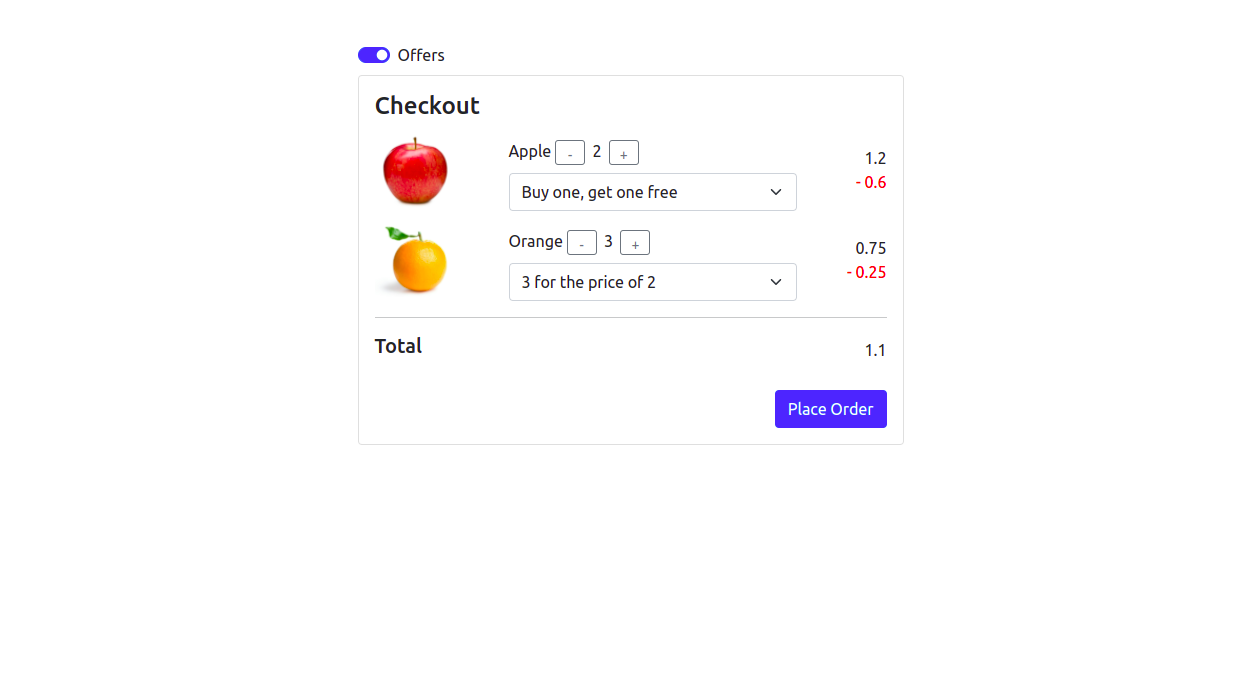 Offers
Checkout
Apple - 2 +
1.2
Buy one, get one free
- 0.6
Orange - 3 +
0.75
3 for the price of 2
- 0.25
Total
1.1
Place Order